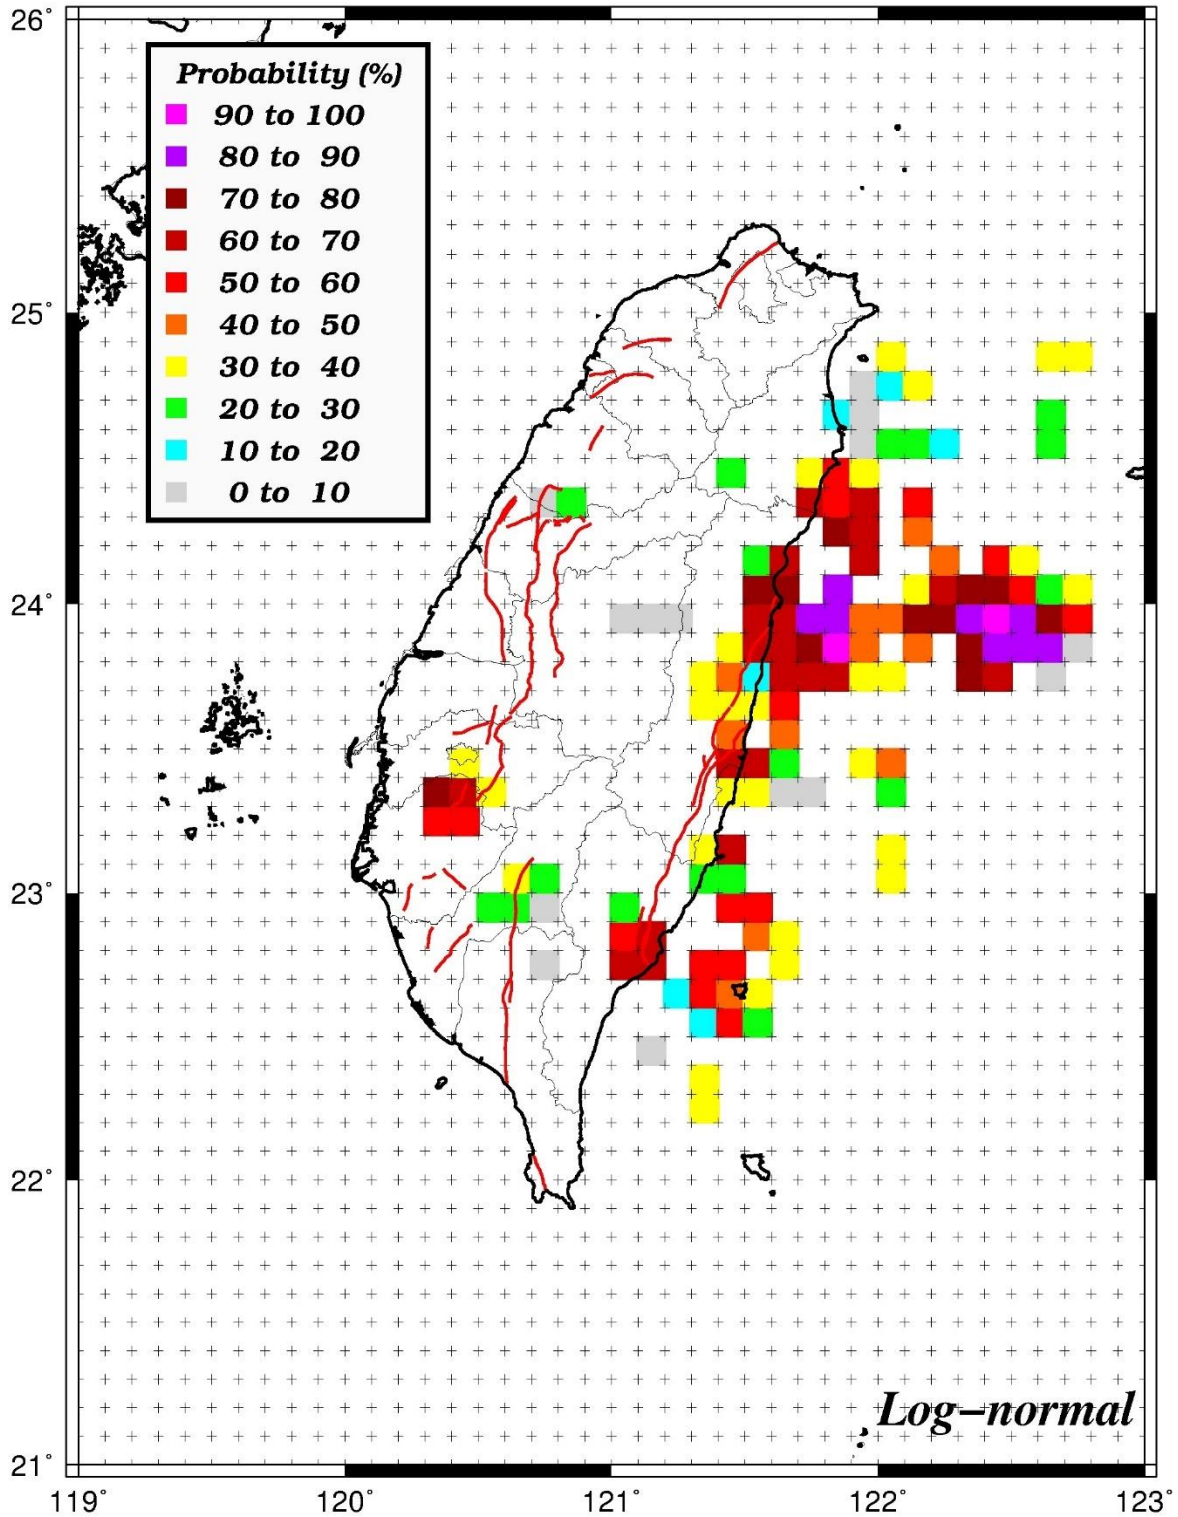 26°
Probability (%)
90 to 100
80 to 90
70 to 80
60 to 70
50 to 60
40 to 50
30 to 40
20 to 30
10 to 20
0 to 10
25°
24°
23°
22°
Log-normal
21°
119° 120° 121° 122° 123°